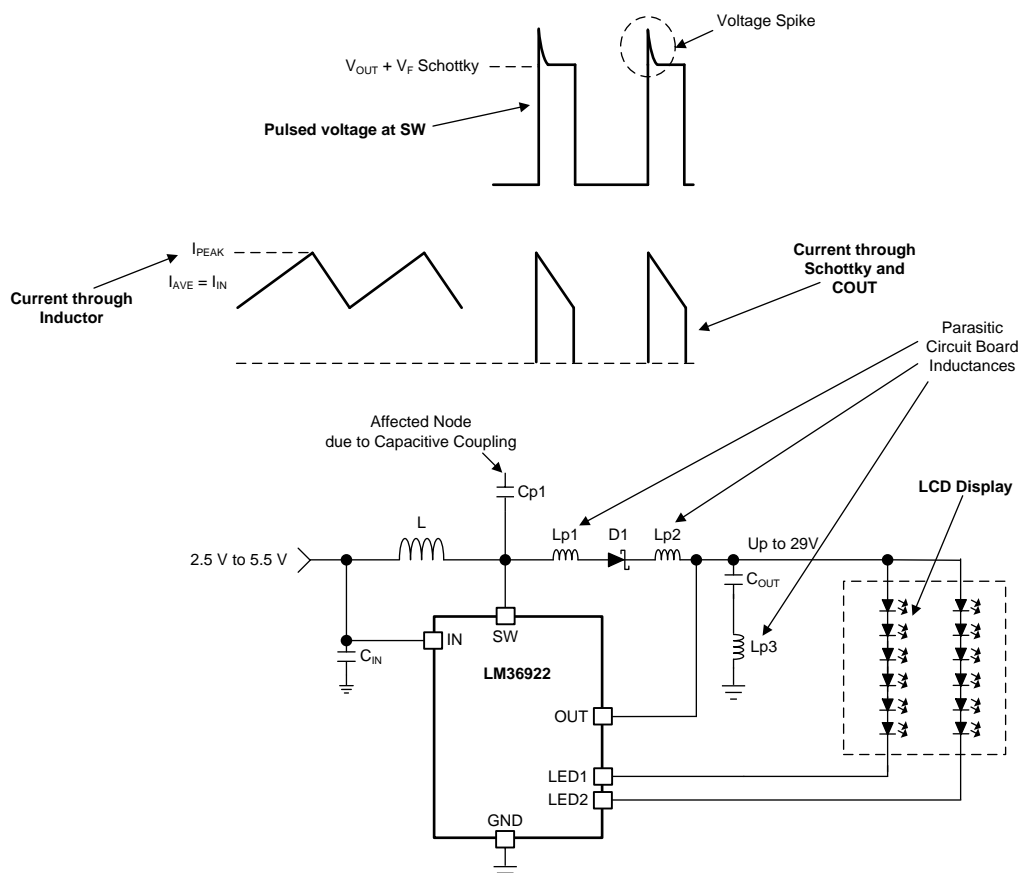 Voltage Spike
VOUT + VF Schottky
Pulsed voltage at SW
IPEAK
IAVE = IIN
Current through
Inductor
Current through
Schottky and
COUT
Parasitic
Circuit Board
Inductances
Affected Node
due to Capacitive Coupling
Cp1
LCD Display
L
Lp1
D1
Lp2
Up to 29V
2.5 V to 5.5 V
COUT
SW
IN
Lp3
CIN
LM36922
OUT
LED1
LED2
GND